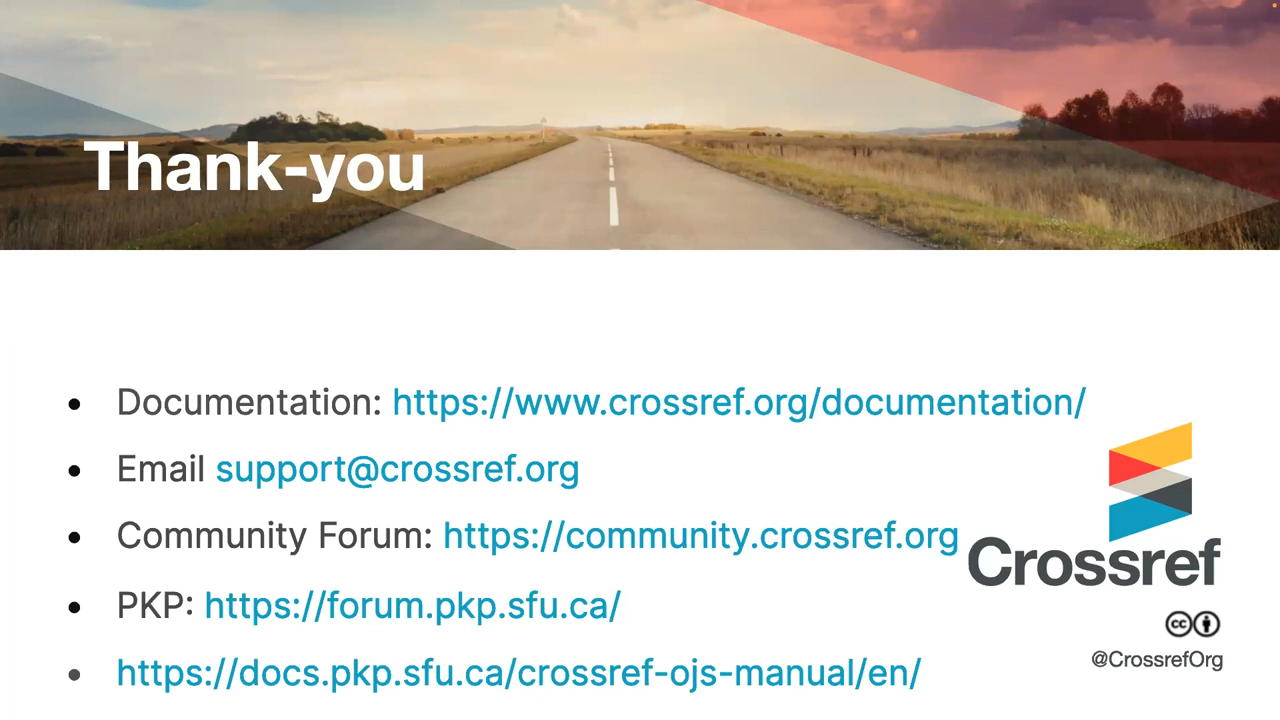 Thank-you
Documentation: https://www.crossref.org/documentation/
Email support@crossref.org
Community Forum: https://community.crossref.org
PKP: https://forum.pkp.sfu.ca/
https://docs.pkp.sfu.ca/crossref-ojs-manual/en/
Crossref
cc
@CrossrefOrg